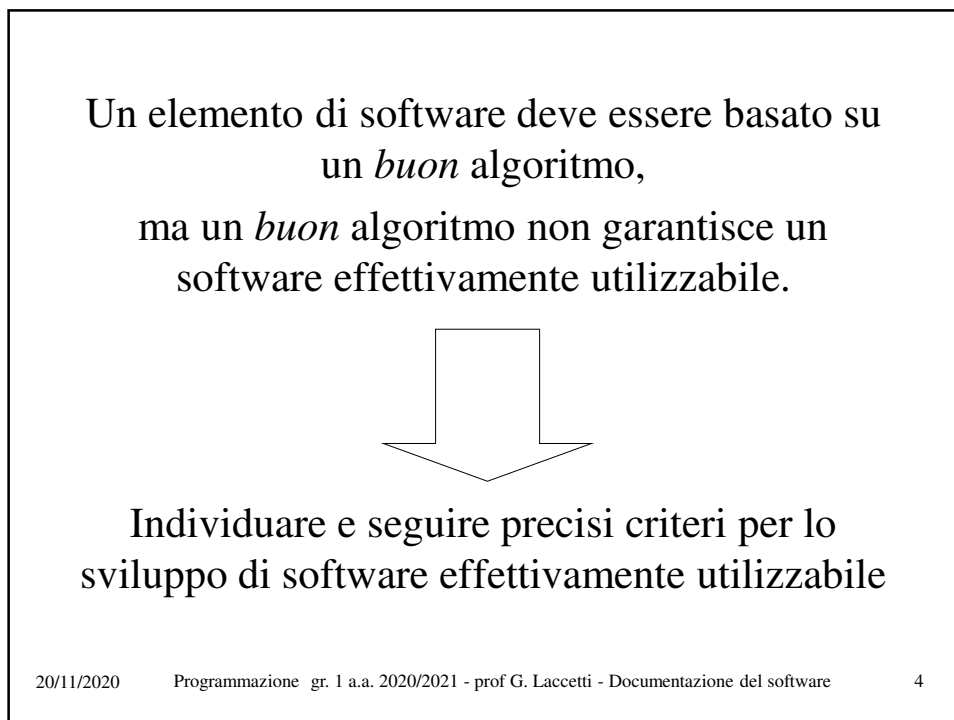 Un elemento di software deve essere basato su
un buon algoritmo,
ma un buon algoritmo non garantisce un
software effettivamente utilizzabile.
Individuare e seguire precisi criteri per lo
sviluppo di software effettivamente utilizzabile
20/11/2020 Programmazione gr. 1 a.a. 2020/2021 - prof G. Laccetti - Documentazione del software 4